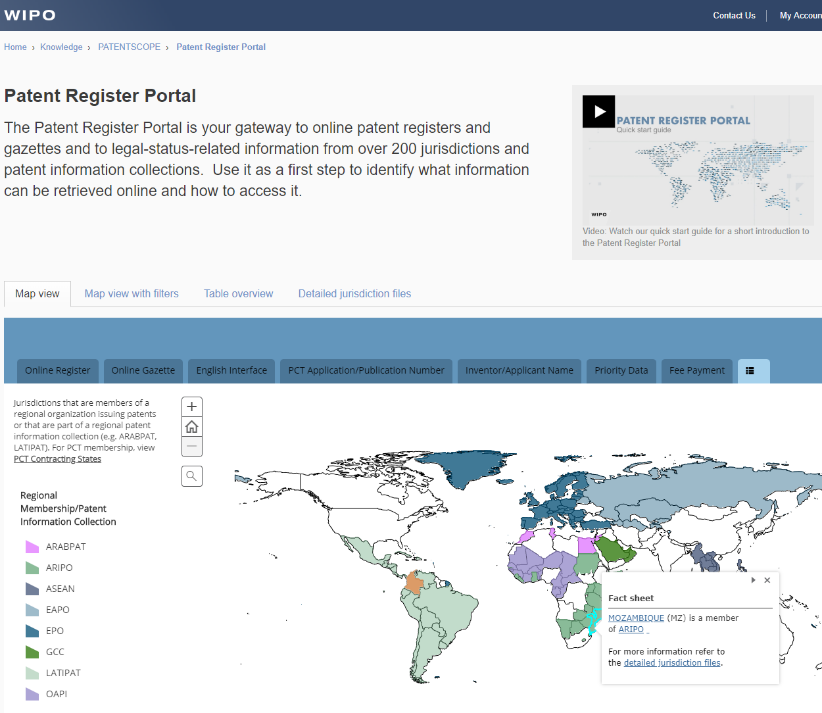 WIPO
Contact Us
My Accoun
Home › Knowledge › PATENTSCOPE › Patent Register Portal
Patent Register Portal
The Patent Register Portal is your gateway to online patent registers and
gazettes and to legal-status-related information from over 200 jurisdictions and
patent information collections. Use it as a first step to identify what information
can be retrieved online and how to access it.
PATENT REGISTER PORTAL
Quick start guide
WIPO
Video: Watch our quick start guide for a short introduction to
the Patent Register Portal
Map view
Map view with filters
Table overview
Detailed jurisdiction files
Online Register
Online Gazette
English Interface
PCT Application/Publication Number
Inventor/Applicant Name
Priority Data
Fee Payment
Jurisdictions that are members of a
regional organization issuing patents
or that are part of a regional patent
information collection (e.g. ARABPAT,
LATIPAT). For PCT membership, view
PCT Contracting States
Regional
Membership/Patent
Information Collection
ARABPAT
ARIPO
ASEAN
EAPO
EPO
GCC
LATIPAT
OAPI
Fact sheet
MOZAMBIQUE (MZ) is a member
of ARIPO .
For more information refer to
the detailed jurisdiction files.